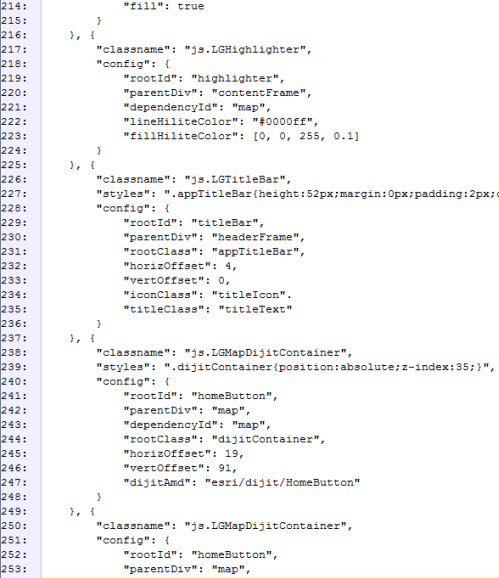 214: "fill": true
215: }
216: }, {
217: "classname": "js.LGHighlighter",
218: "config": {
219: "rootId": "highlighter",
220: "parentDiv": "contentFrame",
221: "dependencyId": "map",
222: "lineHiliteColor": "#0000ff",
223: "fillHiliteColor": [0, 0, 255, 0.1]
224: }
225: }, {
226: "classname": "js.LGTitleBar",
227: "styles": ".appTitleBar{height:52px;margin:0px;padding:2px;
228: "config": {
229: "rootId": "titleBar",
230: "parentDiv": "headerFrame",
231: "rootClass": "appTitleBar",
232: "horizOffset": 4,
233: "vertOffset": 0,
234: "iconClass": "titleIcon".
235: "titleClass": "titleText"
236: }
237: }, {
238: "classname": "js.LGMapDijitContainer",
239: "styles": ".dijitContainer{position:absolute;z-index:35;}",
240: "config": {
241: "rootId": "homeButton",
242: "parentDiv": "map",
243: "dependencyId": "map",
244: "rootClass": "dijitContainer",
245: "horizOffset": 19,
246: "vertOffset": 91,
247: "dijitAmd": "esri/dijit/HomeButton"
248: }
249: }, {
250: "classname": "js.LGMapDijitContainer",
251: "config": {
252: "rootId": "homeButton",
253: "parentDiv": "map",